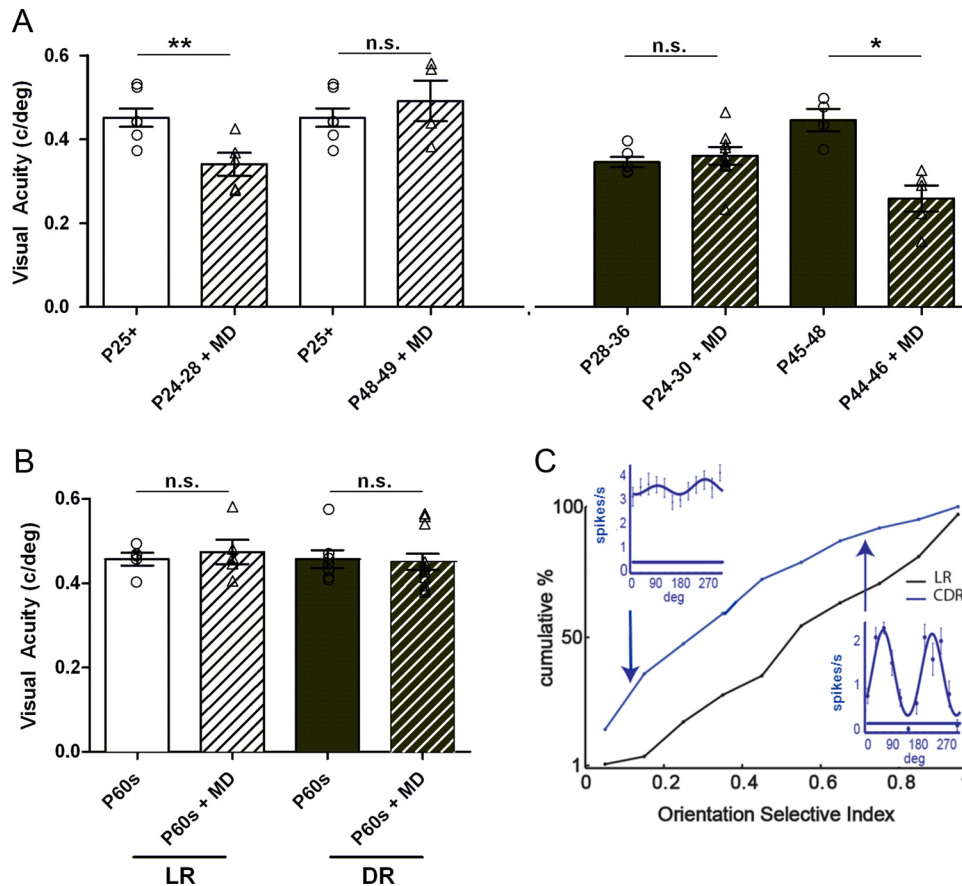 A
**
n.s.
n.s.
*
Visual Acuity (c/deg)
0.6
0.4
0.2
0.0
P25+
P24-28 + MD
P25+
P48-49 + MD
P28-36
P24-30 + MD
P45-48
P44-46 + MD
B
n.s.
n.s.
Visual Acuity (c/deg)
0.6
0.4
0.2
0.0
P60s
P60s + MD
P60s
P60s + MD
LR
DR
C
cumulative %
100
50
1
spikes/s
4
3
2
1
0
0 90 180 270
deg
LR
CDR
spikes/s
2
1
0
0 90 180 270
deg
0.2 0.4 0.6 0.8
Orientation Selective Index